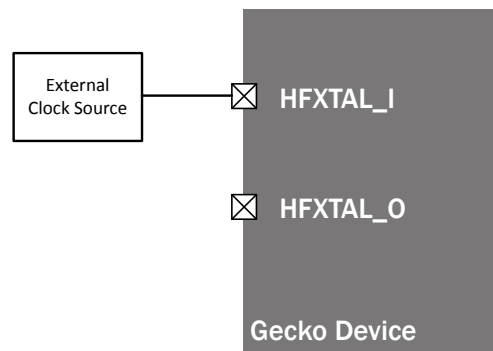 External
Clock Source
HFXTAL_I
HFXTAL_O
Gecko Device